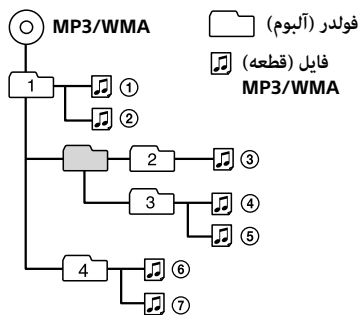 MP3/WMA
فولدر (آلبوم)
فایل (قطعه)
MP3/WMA
1
①
②
2
③
3
④
⑤
4
⑥
⑦